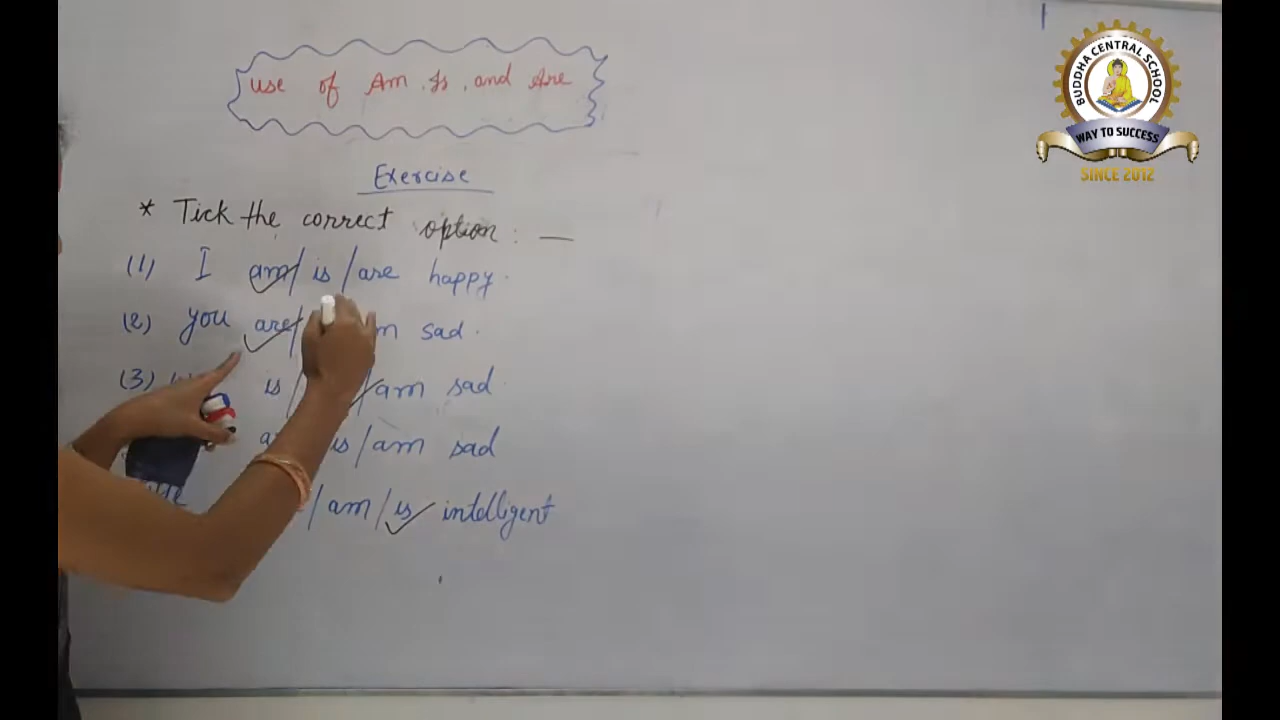 use of Am, Is, and Are
Exercise
* Tick the correct option : —
(1) I am/ is / are happy.
(2) you are/ sad.
(3) is / /am sad
is /am sad
/ am / is intelligent
BUDDHA CENTRAL SCHOOL
WAY TO SUCCESS
SINCE 2012